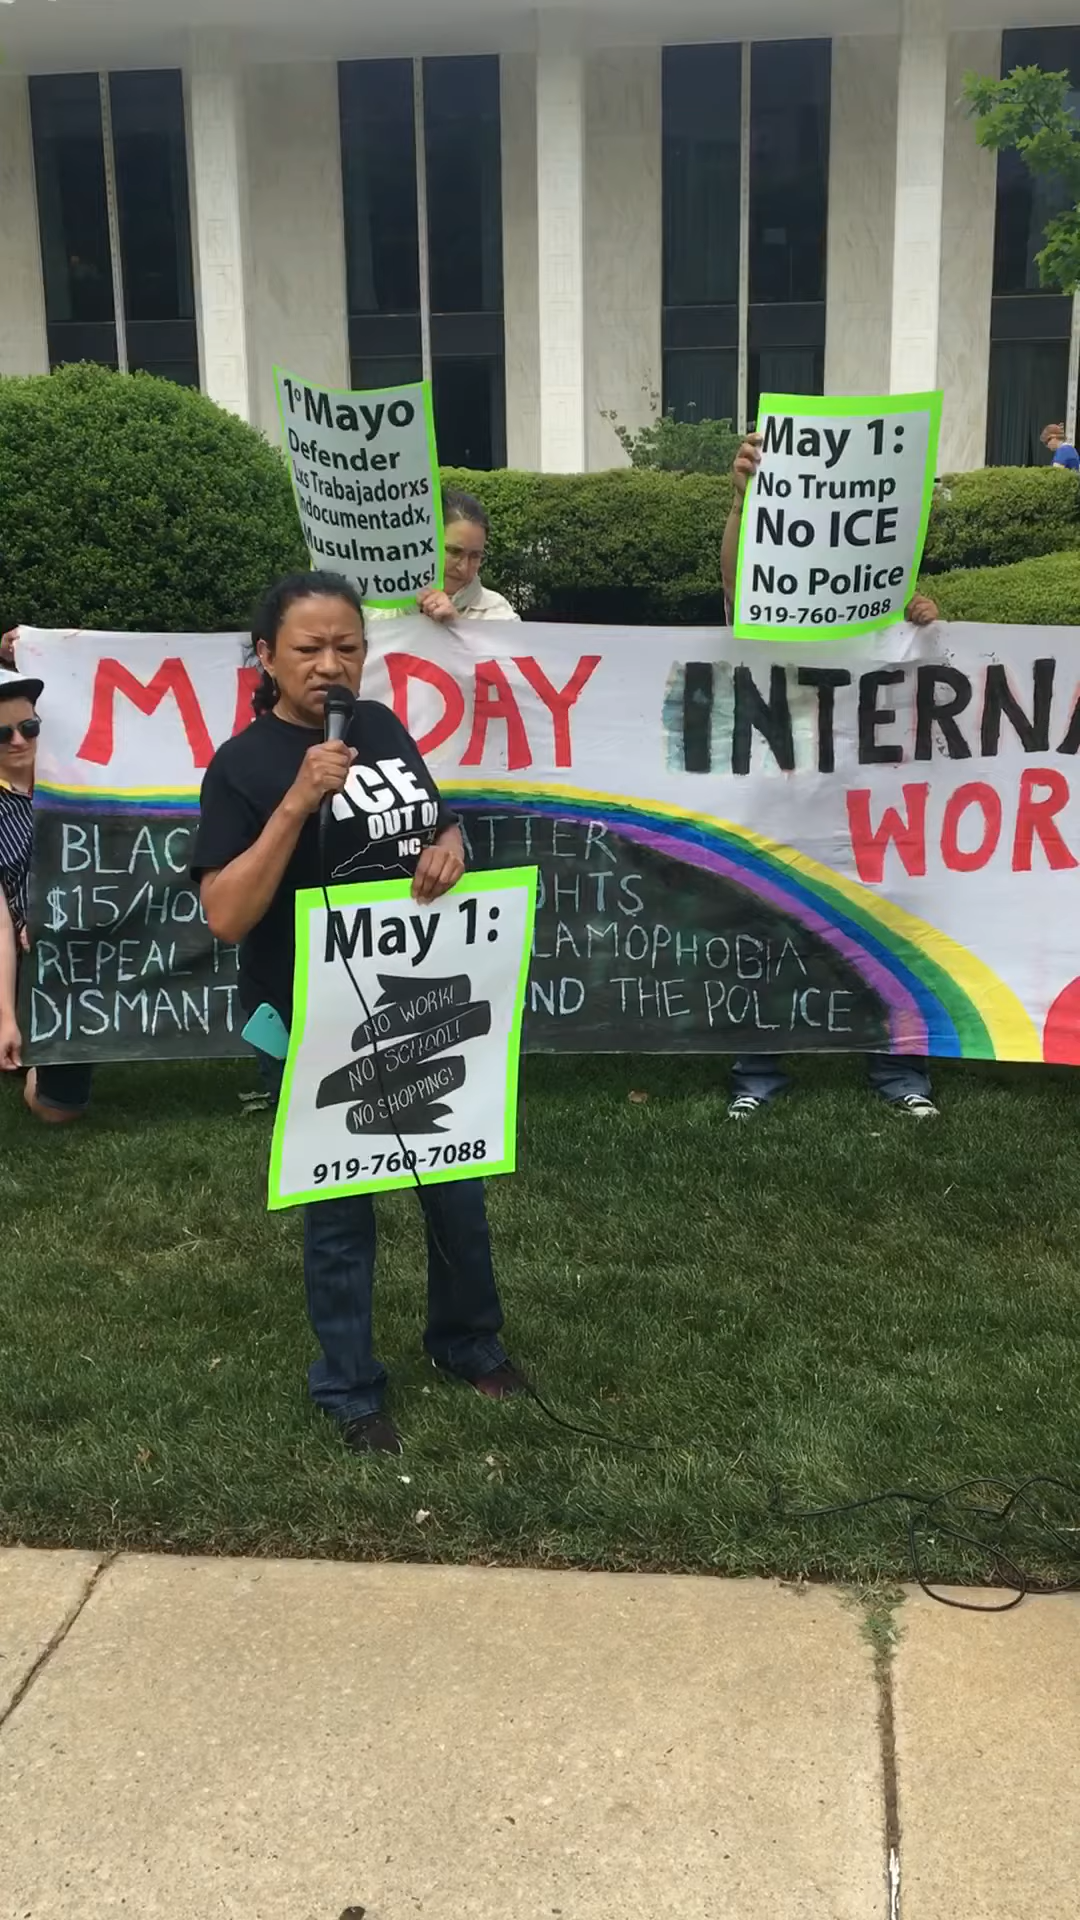 1º Mayo
Defender
Lxs Trabajadorxs
Indocumentadx,
Musulmanx
y todxs!
May 1:
No Trump
No ICE
No Police
919-760-7088
DAY INTERNA
WOR
ICE
OUT OF
NC
BLAC ATTER
$15/HOU GHTS
REPEAL H LAMOPHOBIA
DISMANT ND THE POLICE
May 1:
NO WORK!
NO SCHOOL!
NO SHOPPING!
919-760-7088